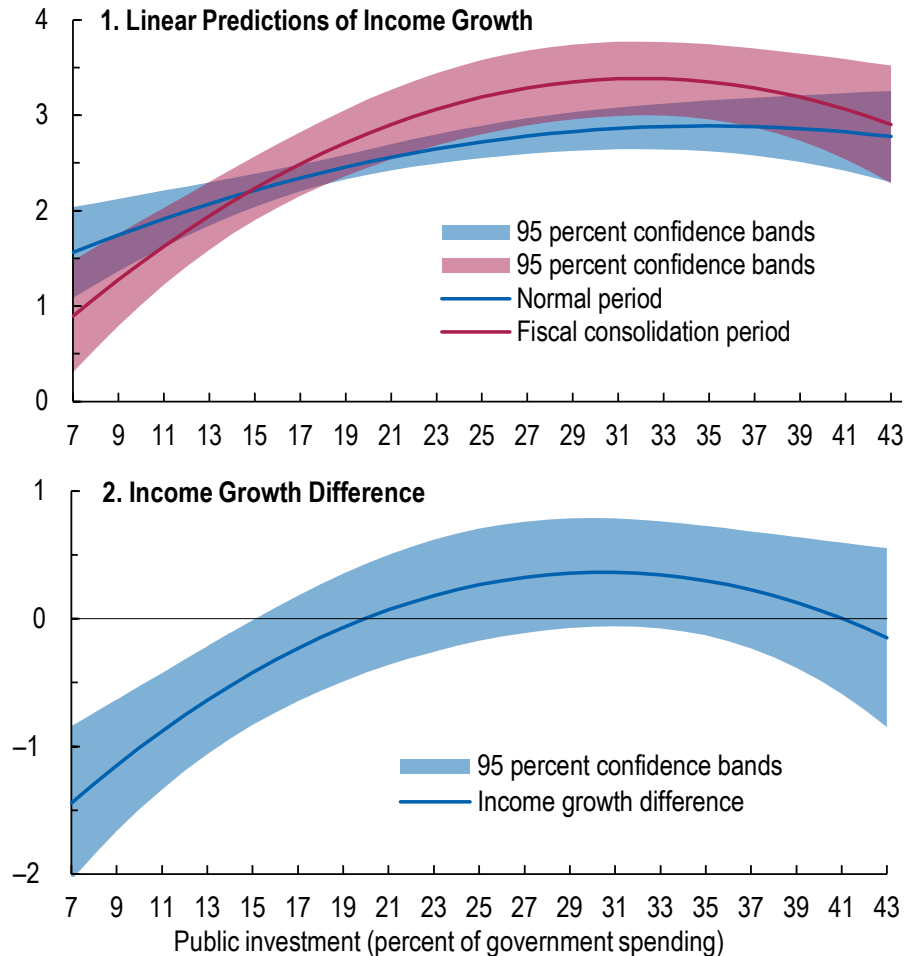 1. Linear Predictions of Income Growth
4
3
2
1
0
95 percent confidence bands
95 percent confidence bands
Normal period
Fiscal consolidation period
7 9 11 13 15 17 19 21 23 25 27 29 31 33 35 37 39 41 43
2. Income Growth Difference
1
0
–1
–2
95 percent confidence bands
Income growth difference
7 9 11 13 15 17 19 21 23 25 27 29 31 33 35 37 39 41 43
Public investment (percent of government spending)